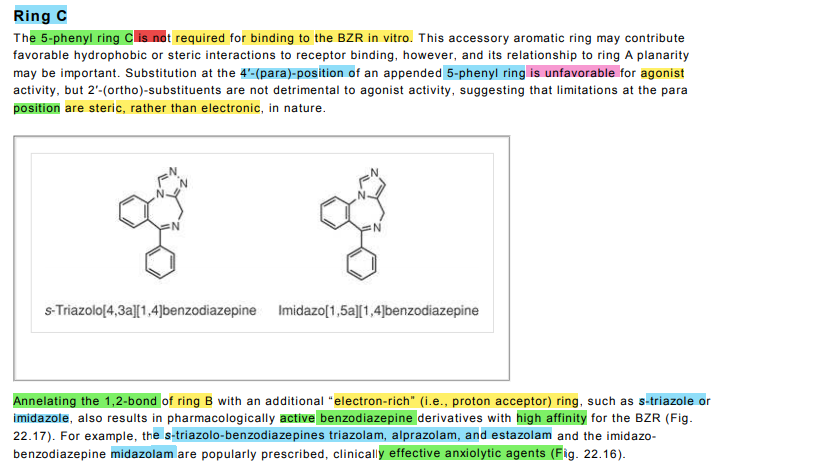 Ring C
The 5-phenyl ring C is not required for binding to the BZR in vitro. This accessory aromatic ring may contribute
favorable hydrophobic or steric interactions to receptor binding, however, and its relationship to ring A planarity
may be important. Substitution at the 4′-(para)-position of an appended 5-phenyl ring is unfavorable for agonist
activity, but 2′-(ortho)-substituents are not detrimental to agonist activity, suggesting that limitations at the para
position are steric, rather than electronic, in nature.
N
N
N
N
N
N
N
s-Triazolo[4,3a][1,4]benzodiazepine Imidazo[1,5a][1,4]benzodiazepine
Annelating the 1,2-bond of ring B with an additional “electron-rich” (i.e., proton acceptor) ring, such as s-triazole or
imidazole, also results in pharmacologically active benzodiazepine derivatives with high affinity for the BZR (Fig.
22.17). For example, the s-triazolo-benzodiazepines triazolam, alprazolam, and estazolam and the imidazo-
benzodiazepine midazolam are popularly prescribed, clinically effective anxiolytic agents (Fig. 22.16).